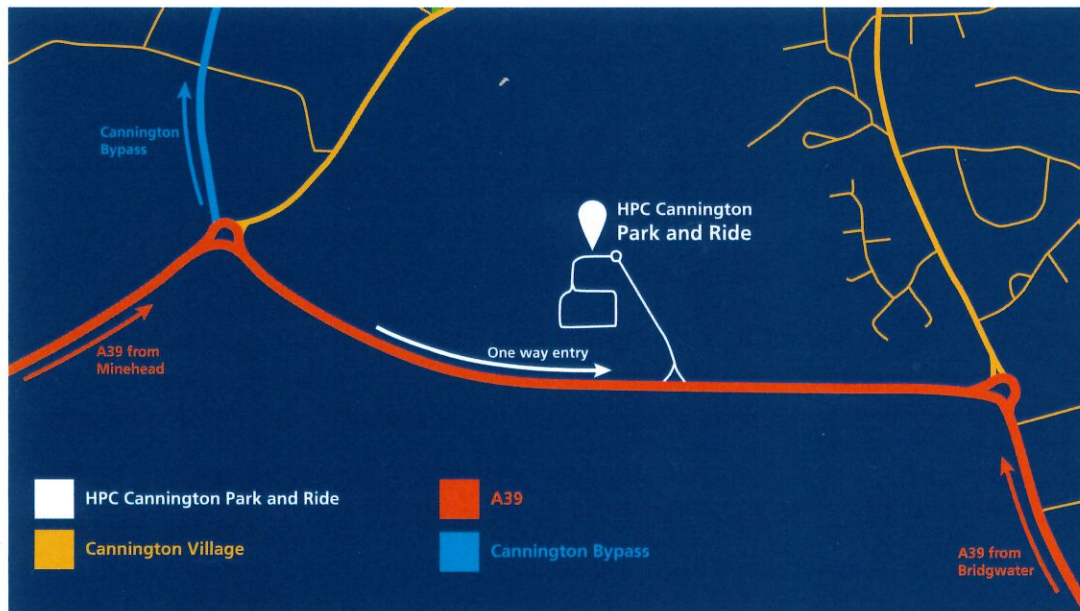 Cannington
Bypass
HPC Cannington
Park and Ride
One way entry
A39 from
Minehead
HPC Cannington Park and Ride
A39
Cannington Village
Cannington Bypass
A39 from
Bridgwater